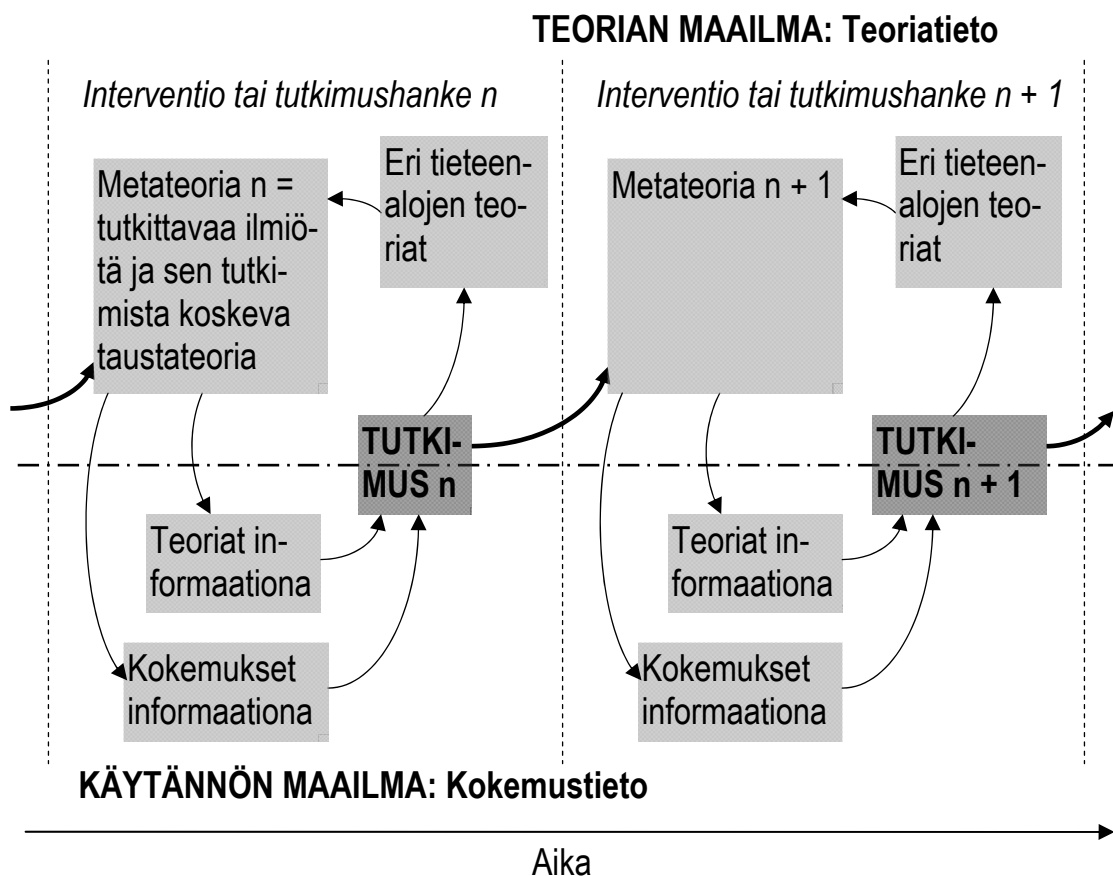 TEORIAN MAAILMA: Teoriatieto
Interventio tai tutkimushanke n
Metateoria n =
tutkittavaa ilmiö-
tä ja sen tutki-
mista koskeva
taustateoria
Eri tieteen-
alojen teo-
riat
TUTKI-
MUS n
Teoriat in-
formaationa
Kokemukset
informaationa
Interventio tai tutkimushanke n + 1
Metateoria n + 1
Eri tieteen-
alojen teo-
riat
TUTKI-
MUS n + 1
Teoriat in-
formaationa
Kokemukset
informaationa
KÄYTÄNNÖN MAAILMA: Kokemustieto
Aika